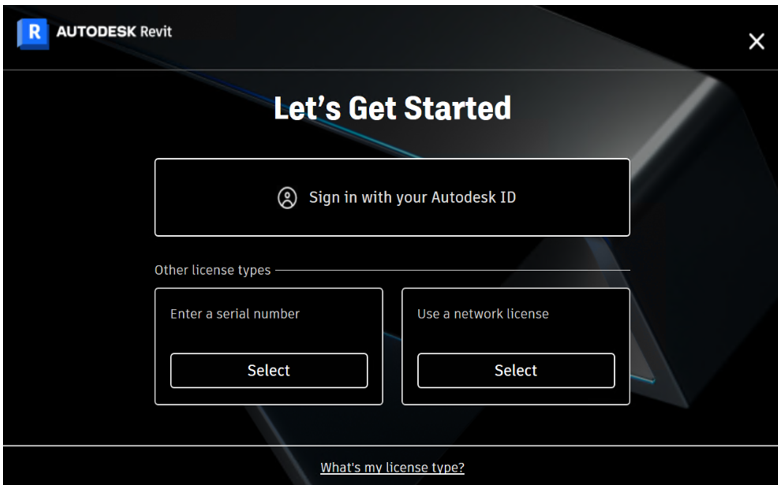 R AUTODESK Revit
Let's Get Started
Sign in with your Autodesk ID
Other license types
Enter a serial number
Select
Use a network license
Select
What's my license type?